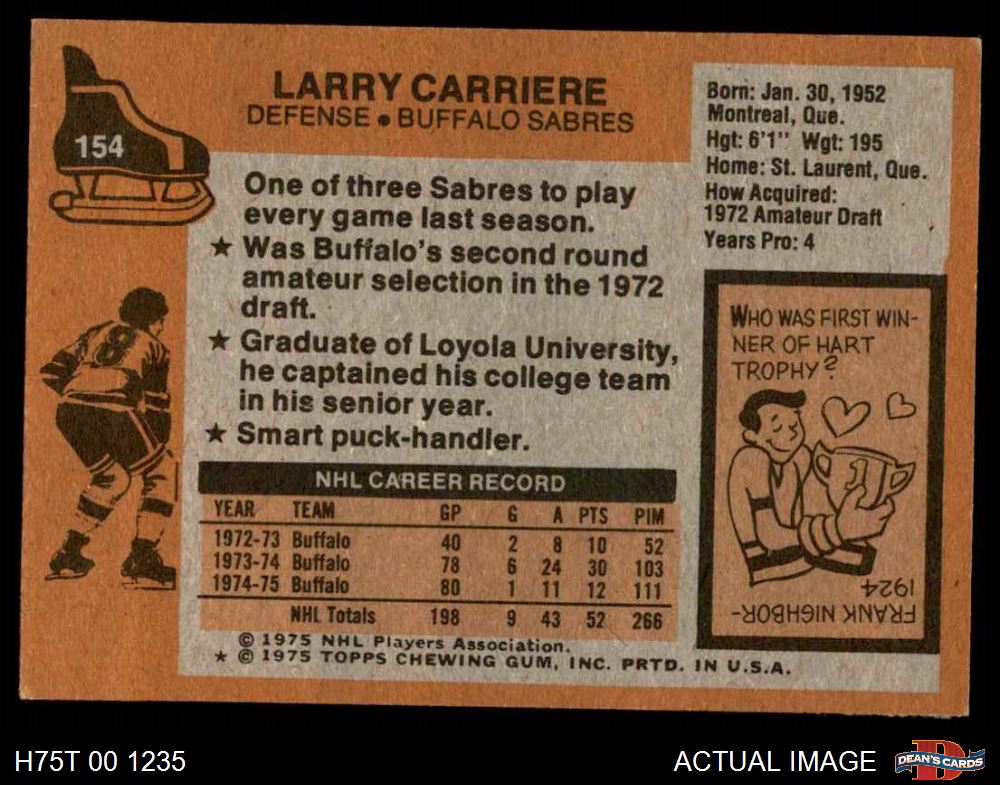 154
LARRY CARRIERE
DEFENSE • BUFFALO SABRES
Born: Jan. 30, 1952
Montreal, Que.
Hgt: 6'1" Wgt: 195
Home: St. Laurent, Que.
How Acquired:
1972 Amateur Draft
Years Pro: 4
One of three Sabres to play
every game last season.
★ Was Buffalo's second round
amateur selection in the 1972
draft.
★ Graduate of Loyola University,
he captained his college team
in his senior year.
★ Smart puck-handler.
8
NHL CAREER RECORD
YEAR TEAM GP G A PTS PIM
1972-73 Buffalo 40 2 8 10 52
1973-74 Buffalo 78 6 24 30 103
1974-75 Buffalo 80 1 11 12 111
NHL Totals 198 9 43 52 266
© 1975 NHL Players Association.
★ © 1975 TOPPS CHEWING GUM, INC. PRTD. IN U.S.A.
WHO WAS FIRST WIN-
NER OF HART
TROPHY?
1
FRANK NIGHBOR-
1924
H75T 00 1235
ACTUAL IMAGE
D
DEAN'S CARDS